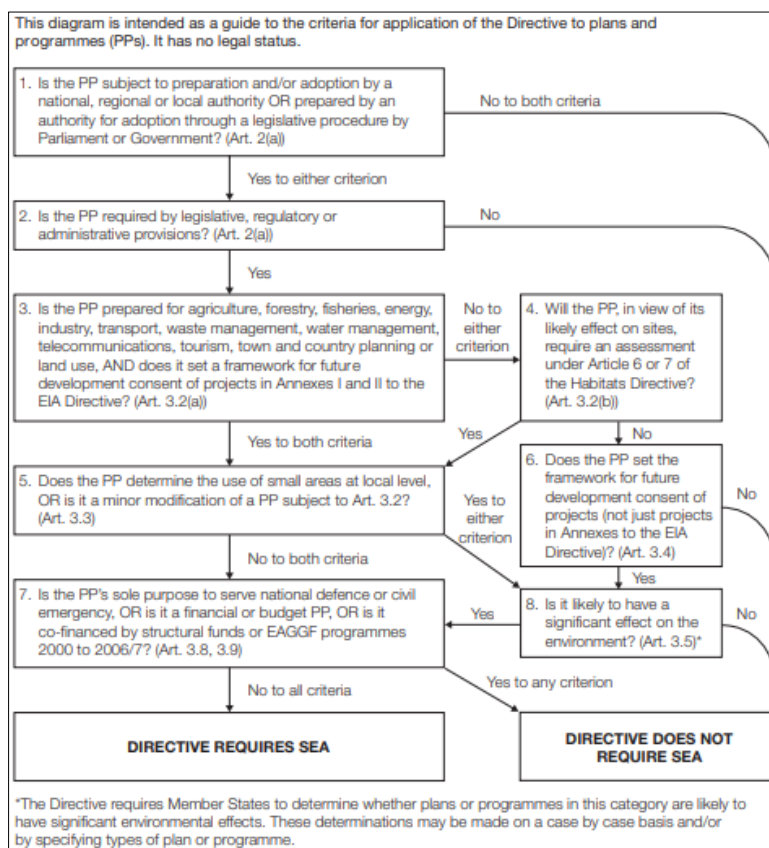 This diagram is intended as a guide to the criteria for application of the Directive to plans and
programmes (PPs). It has no legal status.
1. Is the PP subject to preparation and/or adoption by a
national, regional or local authority OR prepared by an
authority for adoption through a legislative procedure by
Parliament or Government? (Art. 2(a))
No to both criteria
Yes to either criterion
2. Is the PP required by legislative, regulatory or
administrative provisions? (Art. 2(a))
No
Yes
3. Is the PP prepared for agriculture, forestry, fisheries, energy,
industry, transport, waste management, water management,
telecommunications, tourism, town and country planning or
land use, AND does it set a framework for future
development consent of projects in Annexes I and II to the
EIA Directive? (Art. 3.2(a))
No to
either
criterion
4. Will the PP, in view of its
likely effect on sites,
require an assessment
under Article 6 or 7 of
the Habitats Directive?
(Art. 3.2(b))
Yes to both criteria
Yes
No
5. Does the PP determine the use of small areas at local level,
OR is it a minor modification of a PP subject to Art. 3.2?
(Art. 3.3)
Yes to
either
criterion
6. Does the PP set the
framework for future
development consent of
projects (not just projects
in Annexes to the EIA
Directive)? (Art. 3.4)
No
No to both criteria
Yes
7. Is the PP's sole purpose to serve national defence or civil
emergency, OR is it a financial or budget PP, OR is it
co-financed by structural funds or EAGGF programmes
2000 to 2006/7? (Art. 3.8, 3.9)
Yes
8. Is it likely to have a
significant effect on the
environment? (Art. 3.5)*
No
No to all criteria
Yes to any criterion
DIRECTIVE REQUIRES SEA
DIRECTIVE DOES NOT
REQUIRE SEA
*The Directive requires Member States to determine whether plans or programmes in this category are likely to
have significant environmental effects. These determinations may be made on a case by case basis and/or
by specifying types of plan or programme.